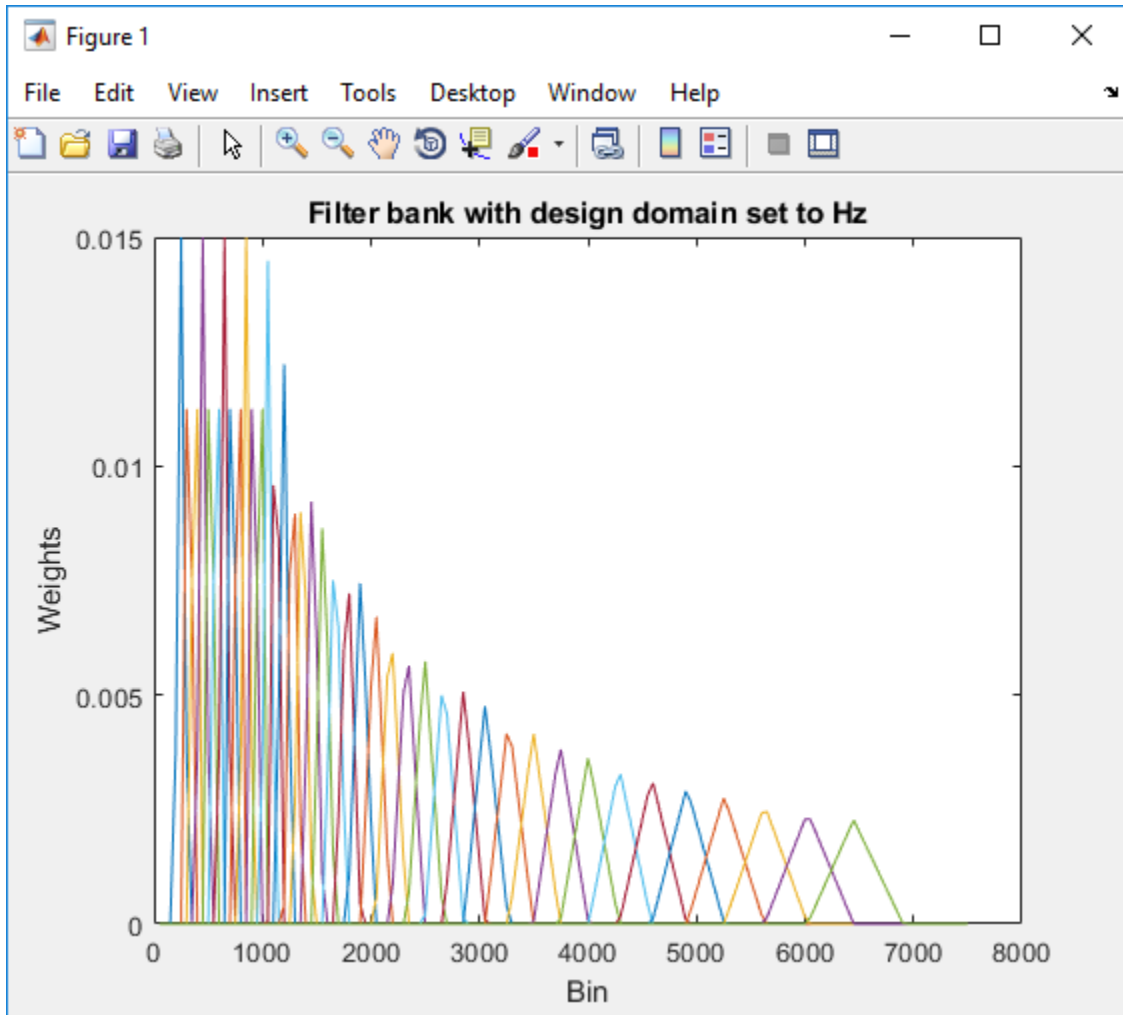 Figure 1
File Edit View Insert Tools Desktop Window Help
Filter bank with design domain set to Hz
0.015
0.01
0.005
0
Weights
0 1000 2000 3000 4000 5000 6000 7000 8000
Bin